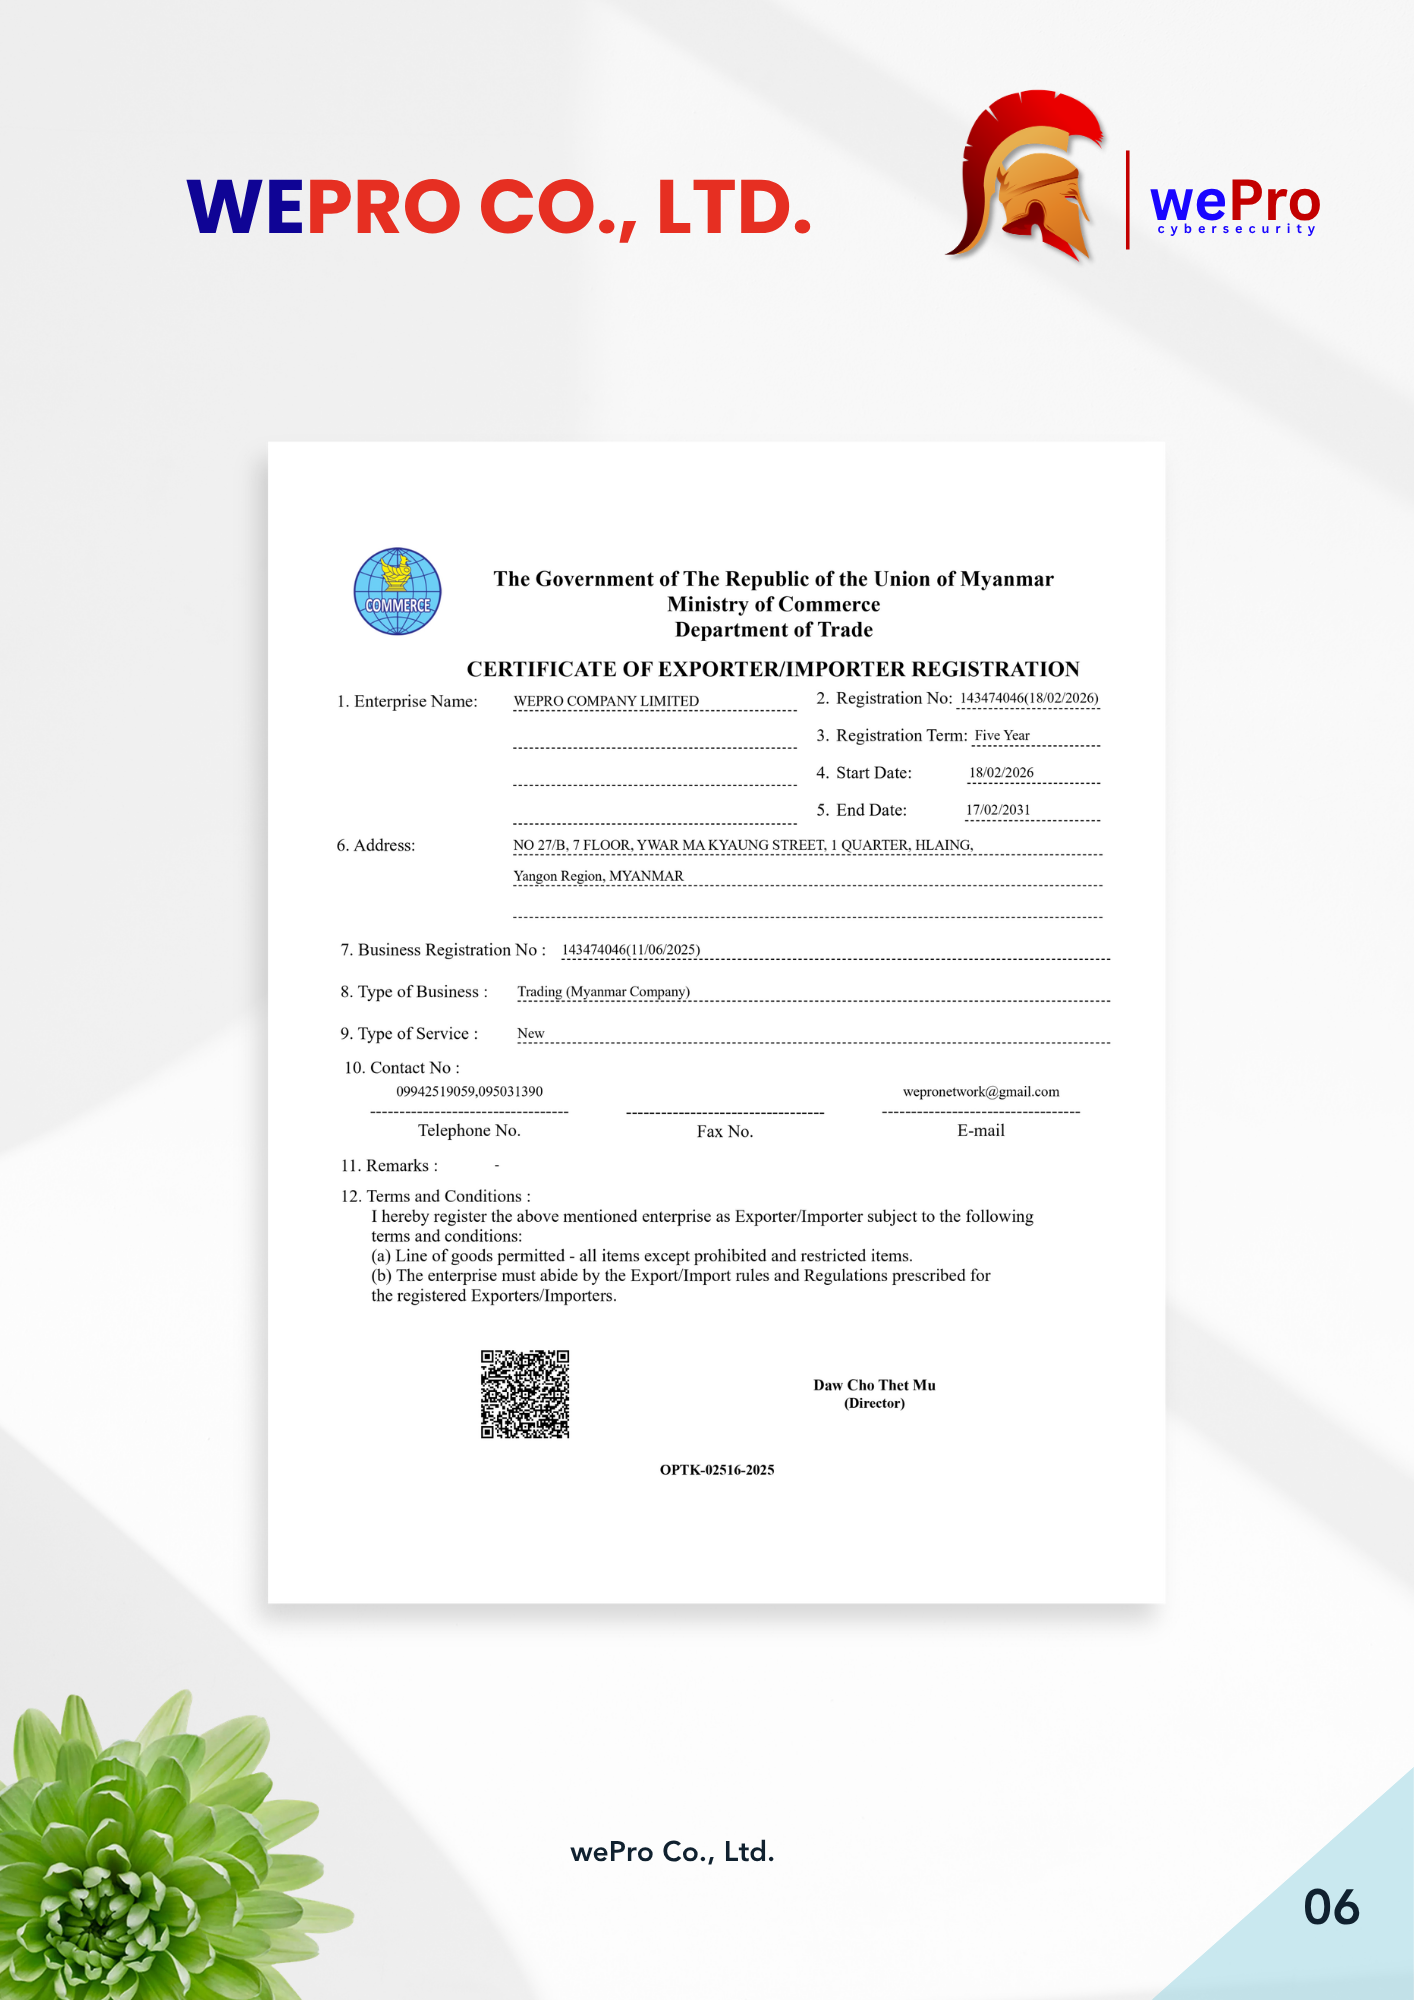 WEPRO CO., LTD.
wePro
cybersecurity
COMMERCE
The Government of The Republic of the Union of Myanmar
Ministry of Commerce
Department of Trade
CERTIFICATE OF EXPORTER/IMPORTER REGISTRATION
1. Enterprise Name: WEPRO COMPANY LIMITED
2. Registration No: 143474046(18/02/2026)
3. Registration Term: Five Year
4. Start Date: 18/02/2026
5. End Date: 17/02/2031
6. Address: NO 27/B, 7 FLOOR, YWAR MA KYAUNG STREET, 1 QUARTER, HLAING,
Yangon Region, MYANMAR
7. Business Registration No : 143474046(11/06/2025)
8. Type of Business : Trading (Myanmar Company)
9. Type of Service : New
10. Contact No :
09942519059,095031390 wepronetwork@gmail.com
Telephone No. Fax No. E-mail
11. Remarks : -
12. Terms and Conditions :
I hereby register the above mentioned enterprise as Exporter/Importer subject to the following
terms and conditions:
(a) Line of goods permitted - all items except prohibited and restricted items.
(b) The enterprise must abide by the Export/Import rules and Regulations prescribed for
the registered Exporters/Importers.
Daw Cho Thet Mu
(Director)
OPTK-02516-2025
wePro Co., Ltd.
06